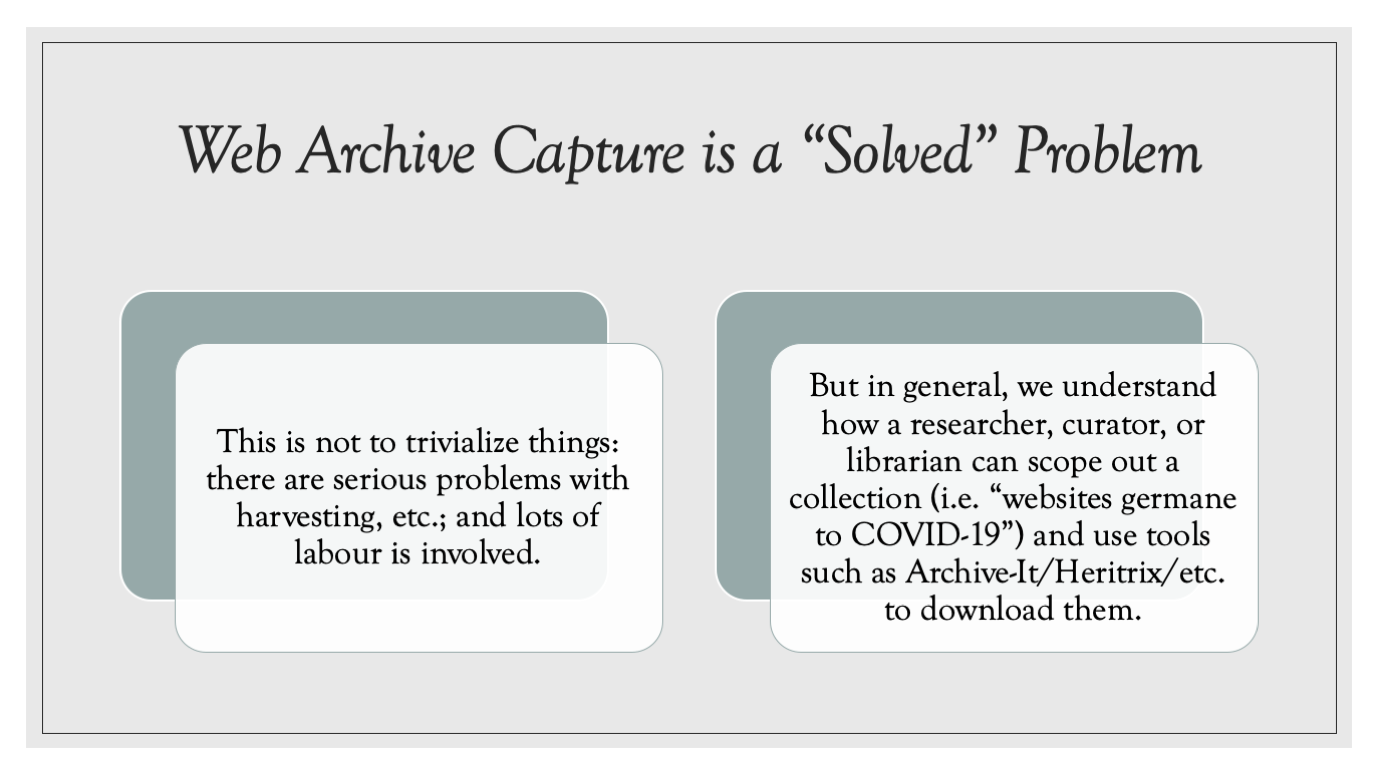 Web Archive Capture is a “Solved” Problem
This is not to trivialize things:
there are serious problems with
harvesting, etc.; and lots of
labour is involved.
But in general, we understand
how a researcher, curator, or
librarian can scope out a
collection (i.e. “websites germane
to COVID-19”) and use tools
such as Archive-It/Heritrix/etc.
to download them.